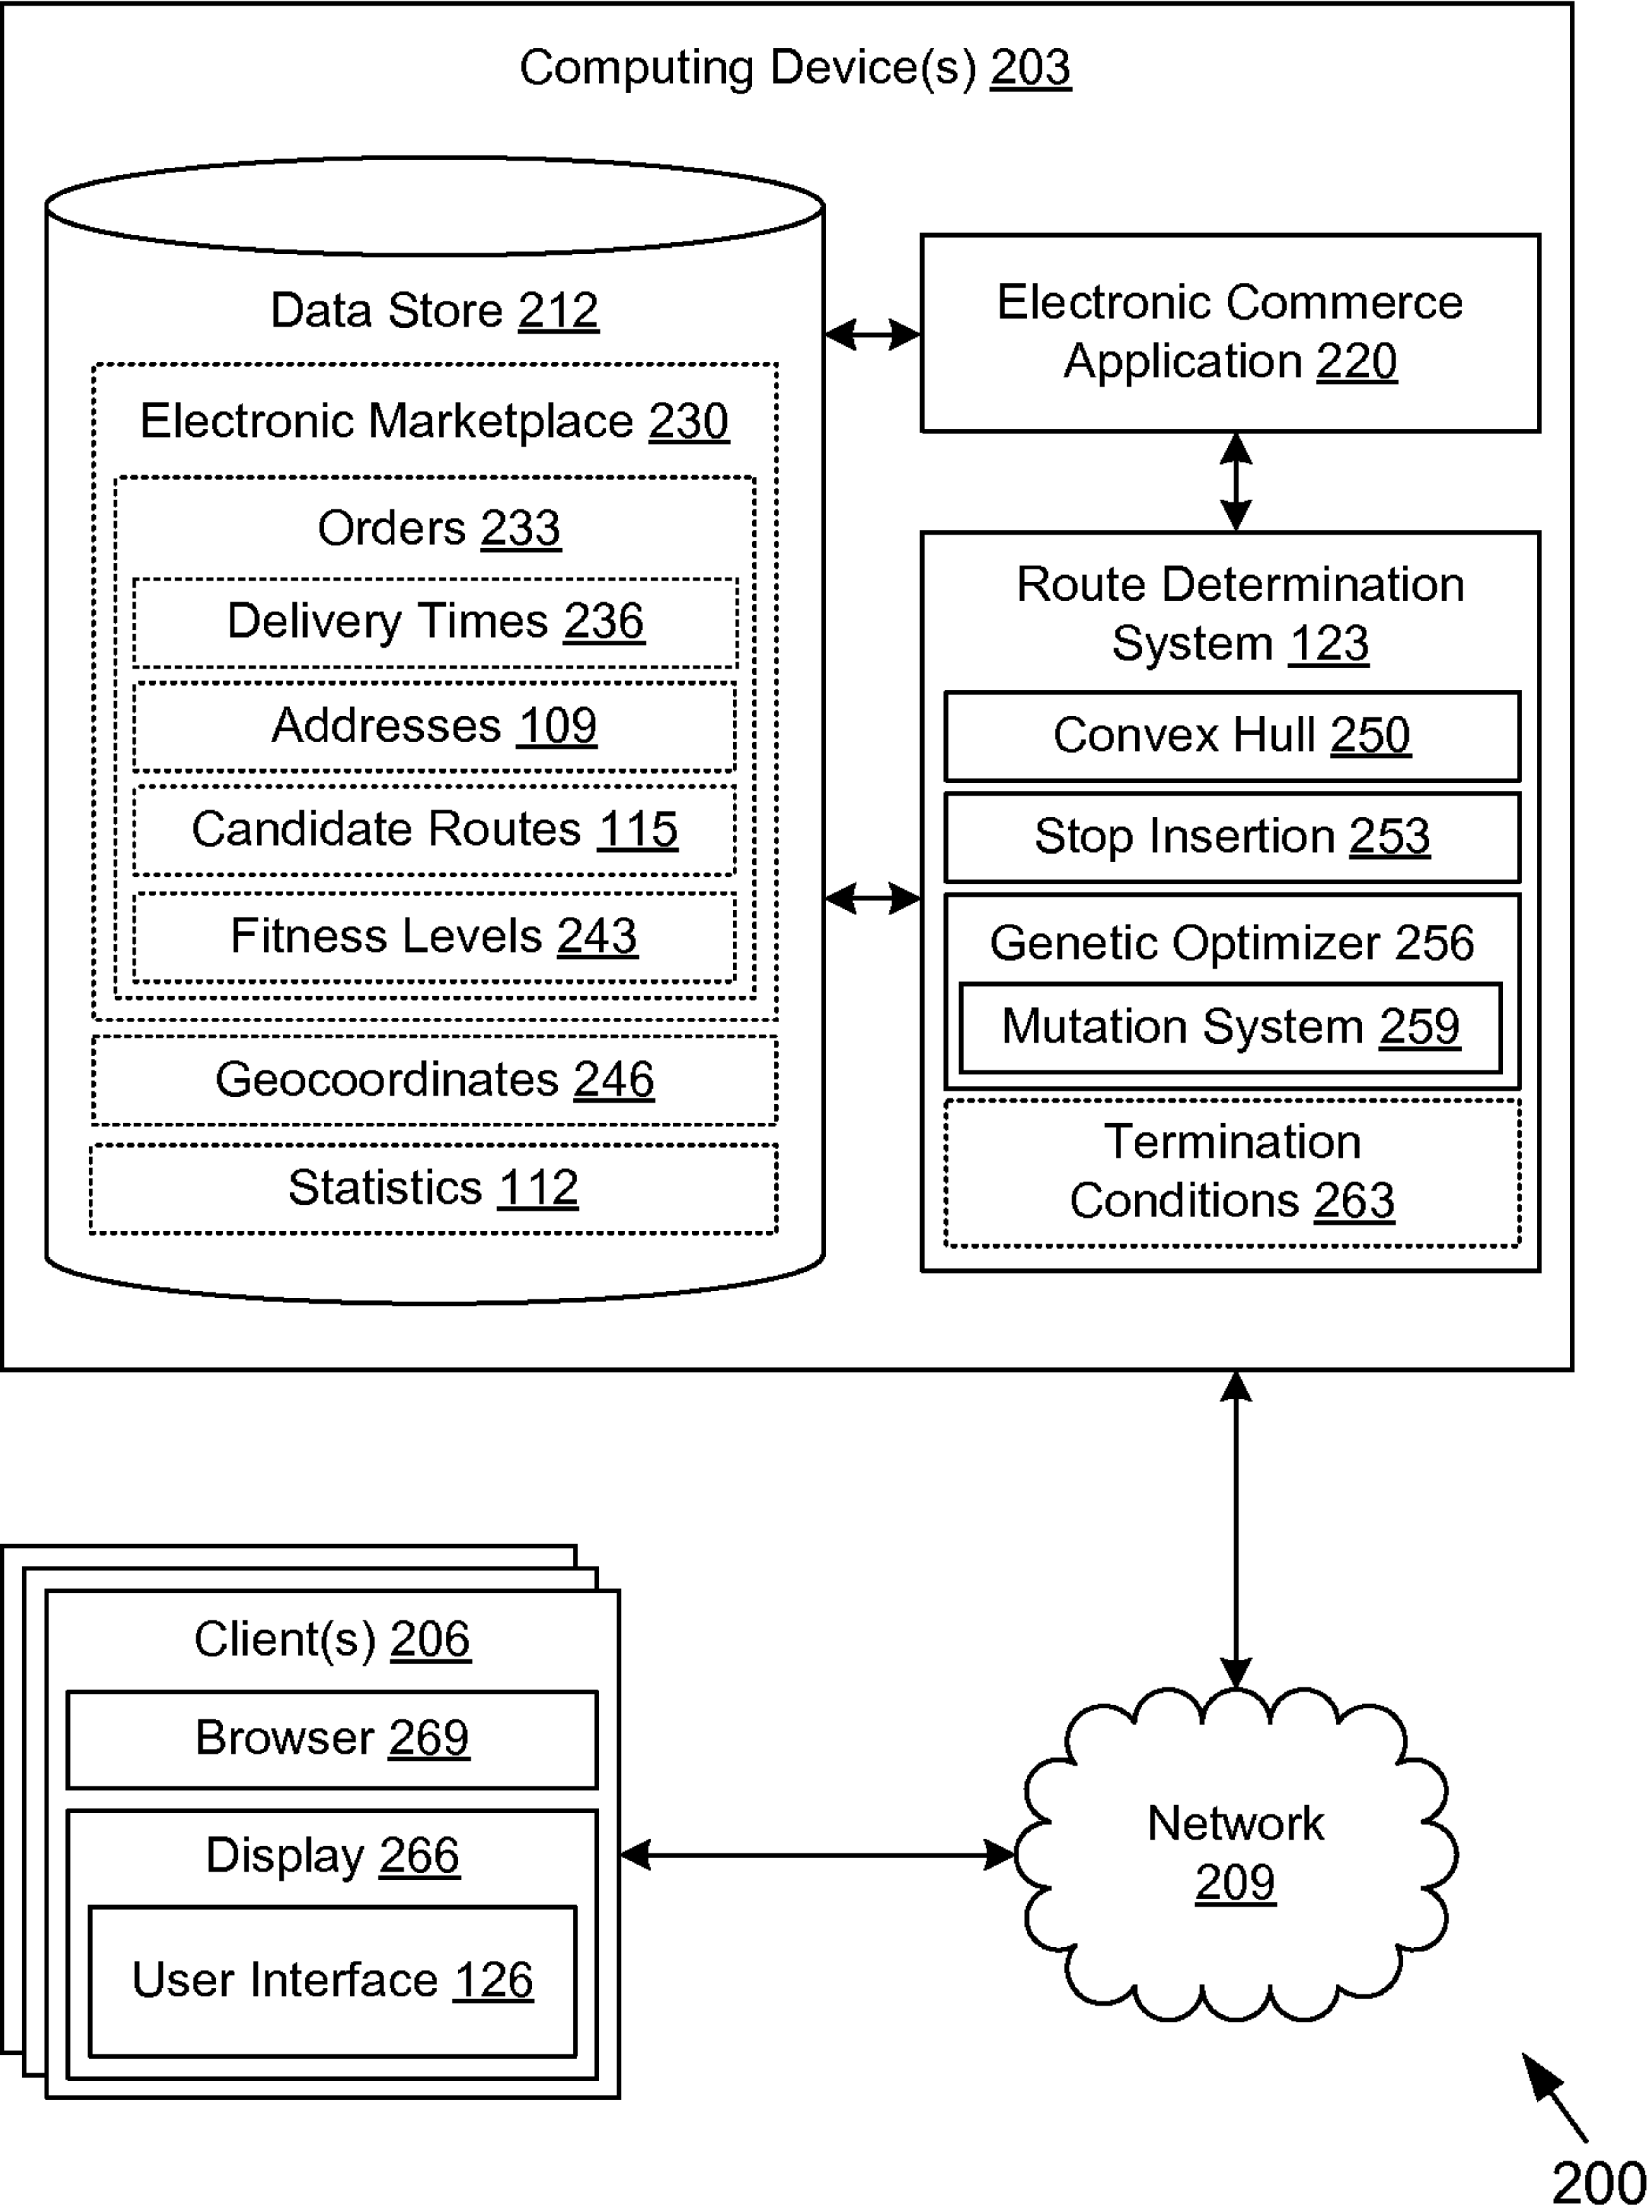 Computing Device(s) 203
Data Store 212
Electronic Marketplace 230
Orders 233
Delivery Times 236
Addresses 109
Candidate Routes 115
Fitness Levels 243
Geocoordinates 246
Statistics 112
Electronic Commerce
Application 220
Route Determination
System 123
Convex Hull 250
Stop Insertion 253
Genetic Optimizer 256
Mutation System 259
Termination
Conditions 263
Client(s) 206
Browser 269
Display 266
User Interface 126
Network
209
200